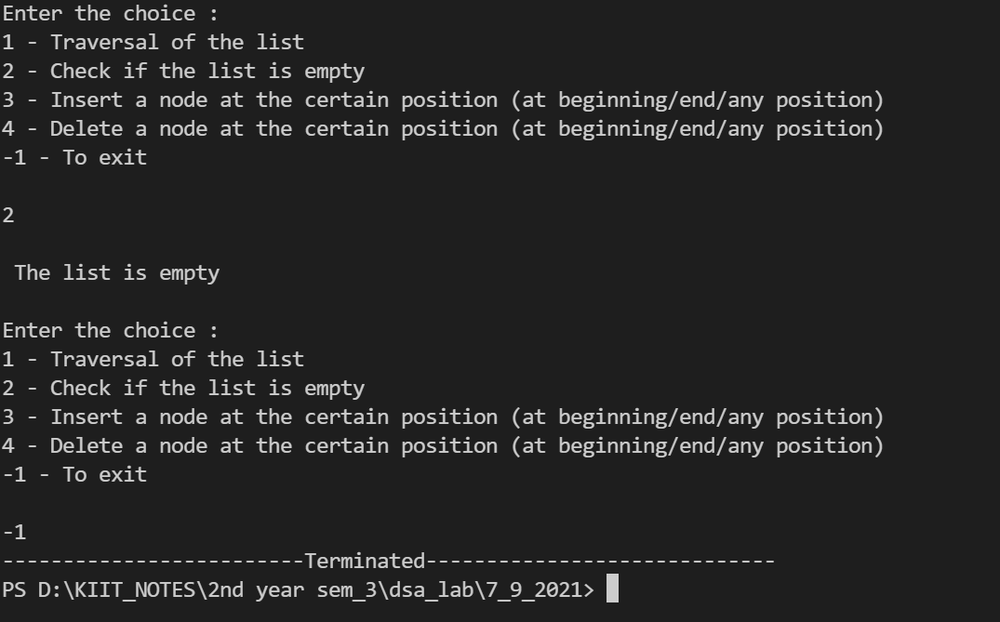 Enter the choice :
1 - Traversal of the list
2 - Check if the list is empty
3 - Insert a node at the certain position (at beginning/end/any position)
4 - Delete a node at the certain position (at beginning/end/any position)
-1 - To exit
2
The list is empty
Enter the choice :
1 - Traversal of the list
2 - Check if the list is empty
3 - Insert a node at the certain position (at beginning/end/any position)
4 - Delete a node at the certain position (at beginning/end/any position)
-1 - To exit
-1
-------------------------Terminated-----------------------------
PS D:\KIIT_NOTES\2nd year sem_3\dsa_lab\7_9_2021>